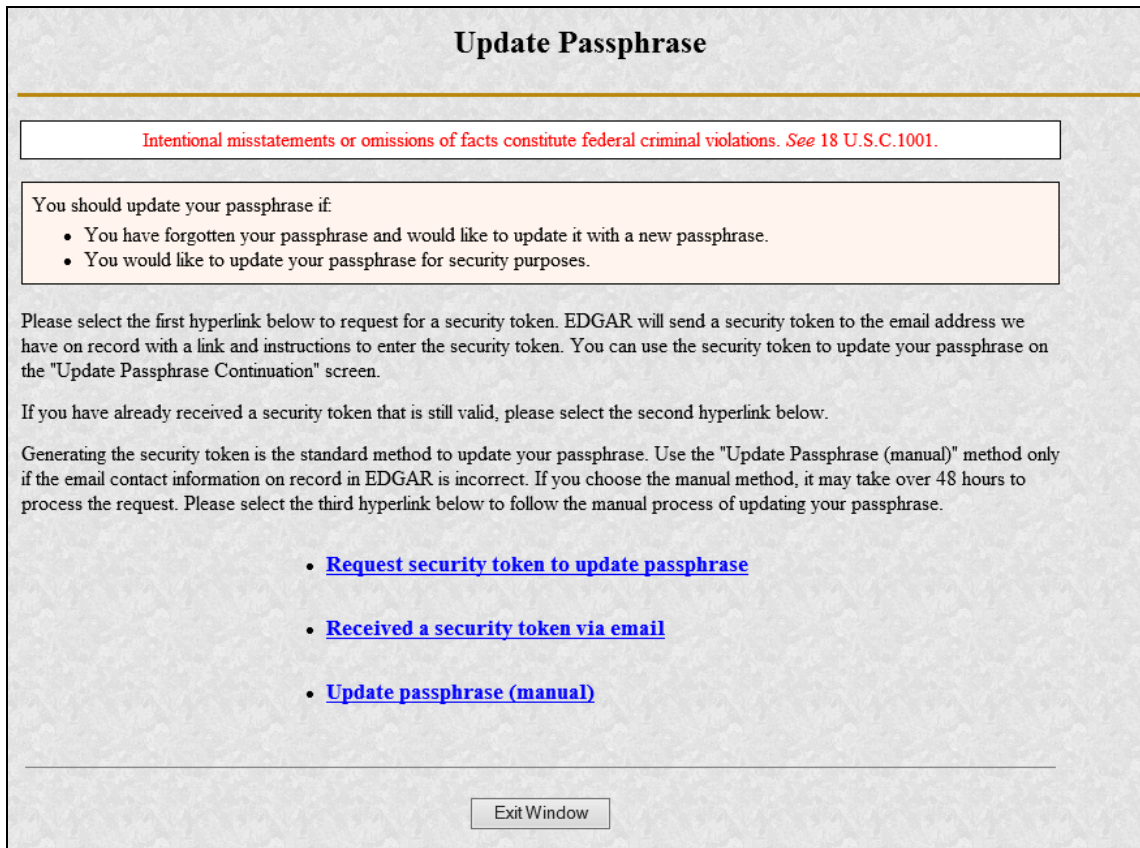 Update Passphrase
Intentional misstatements or omissions of facts constitute federal criminal violations. See 18 U.S.C.1001.
You should update your passphrase if:
• You have forgotten your passphrase and would like to update it with a new passphrase.
• You would like to update your passphrase for security purposes.
Please select the first hyperlink below to request for a security token. EDGAR will send a security token to the email address we
have on record with a link and instructions to enter the security token. You can use the security token to update your passphrase on
the "Update Passphrase Continuation" screen.
If you have already received a security token that is still valid, please select the second hyperlink below.
Generating the security token is the standard method to update your passphrase. Use the "Update Passphrase (manual)" method only
if the email contact information on record in EDGAR is incorrect. If you choose the manual method, it may take over 48 hours to
process the request. Please select the third hyperlink below to follow the manual process of updating your passphrase.
• Request security token to update passphrase
• Received a security token via email
• Update passphrase (manual)
Exit Window